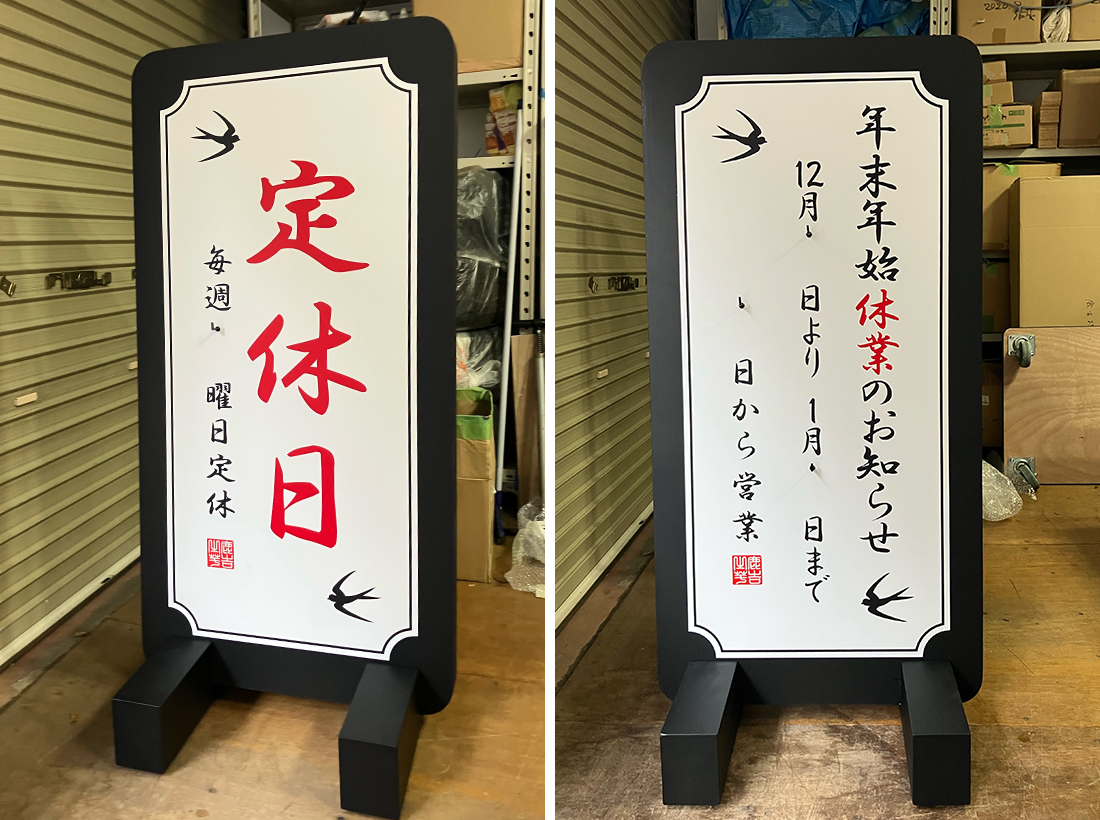 定休日
毎週 曜日定休
年末年始休業のお知らせ
12月 日より 1月 日まで
日から営業
2020